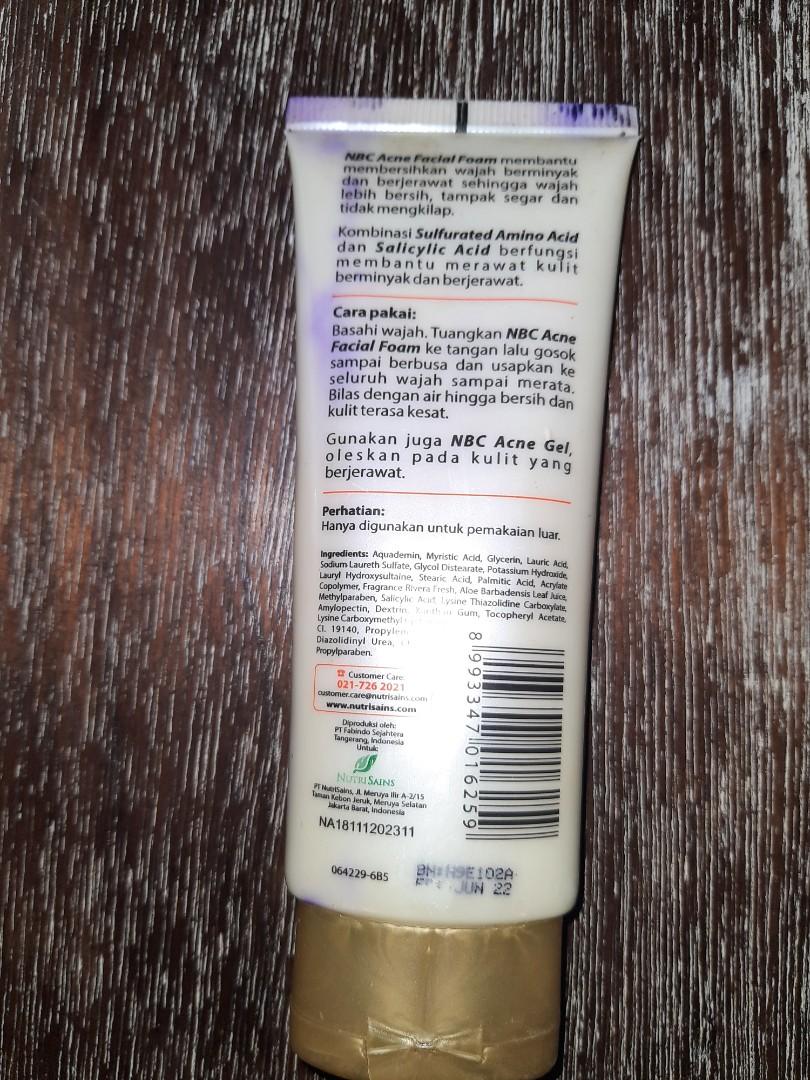 NBC Acne Facial Foam membantu
membersihkan wajah berminyak
dan berjerawat sehingga wajah
lebih bersih, tampak segar dan
tidak mengkilap.
Kombinasi Sulfurated Amino Acid
dan Salicylic Acid berfungsi
membantu merawat kulit
berminyak dan berjerawat.
Cara pakai:
Basahi wajah. Tuangkan NBC Acne
Facial Foam ke tangan lalu gosok
sampai berbusa dan usapkan ke
seluruh wajah sampai merata.
Bilas dengan air hingga bersih dan
kulit terasa kesat.
Gunakan juga NBC Acne Gel,
oleskan pada kulit yang
berjerawat.
Perhatian:
Hanya digunakan untuk pemakaian luar.
Ingredients: Aquademin, Myristic Acid, Glycerin, Lauric Acid,
Sodium Laureth Sulfate, Glycol Distearate, Potassium Hydroxide,
Lauryl Hydroxysultaine, Stearic Acid, Palmitic Acid, Acrylate
Copolymer, Fragrance Rivera Fresh, Aloe Barbadensis Leaf Juice,
Methylparaben, Salicylic Acid, Lysine Thiazolidine Carboxylate,
Amylopectin, Dextrin, Xanthan Gum, Tocopheryl Acetate,
Lysine
CI. 19140,
Diazolidinyl Urea,
Propylparaben.
Customer Care:
021-726 2021
customer.care@nutrisains.com
www.nutrisains.com
Diproduksi oleh:
PT Fabindo Sejahtera
Tangerang, Indonesia
Untuk:
NUTRISAINS
PT NutriSains, Jl. Meruya Ilir A-2/15
Taman Kebon Jeruk, Meruya Selatan
Jakarta Barat, Indonesia
NA18111202311
8 993347 016259
064229-6B5
BN: H9E102A
JUN 22